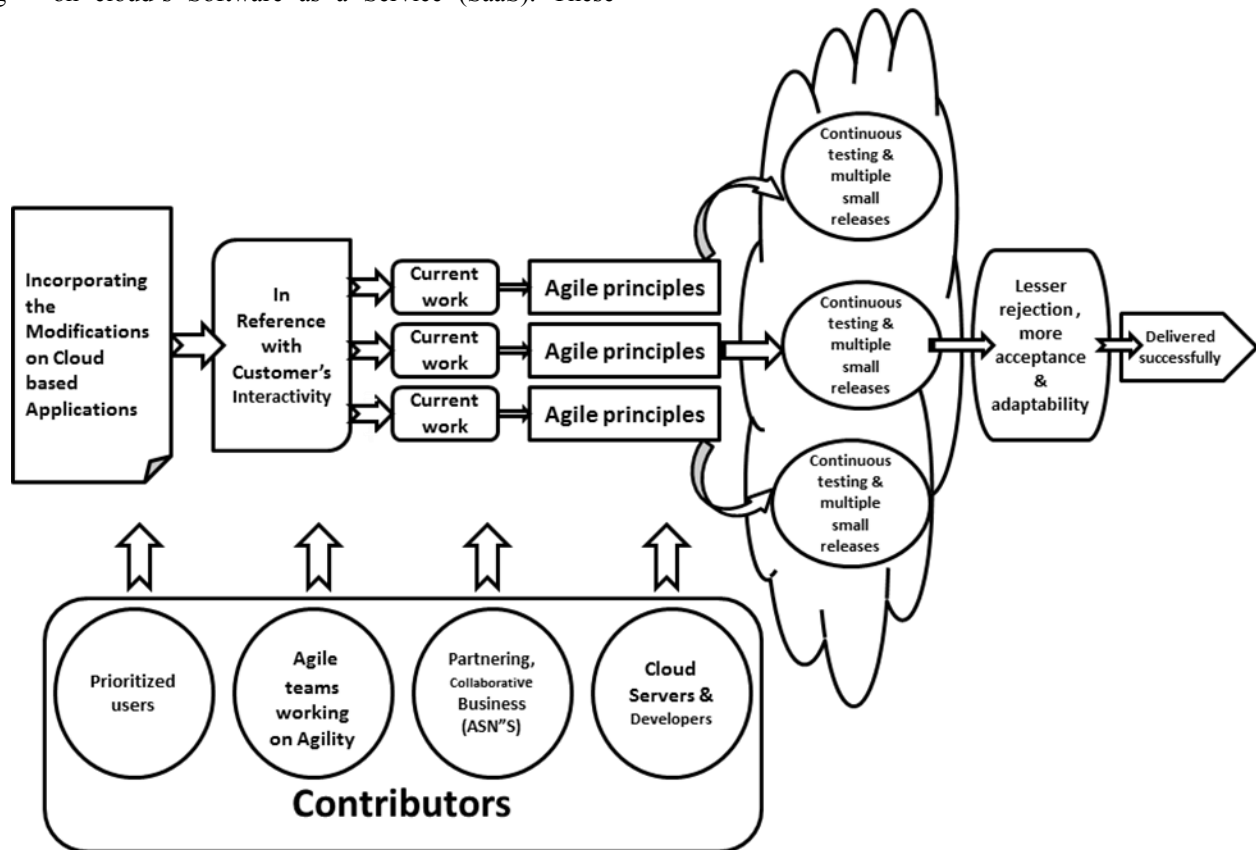 on cloud's Software as a Service (SaaS). These
Incorporating
the
Modifications
on Cloud
based
Applications
In
Reference
with
Customer's
Interactivity
Current
work
Agile principles
Current
work
Agile principles
Current
work
Agile principles
Continuous
testing &
multiple
small
releases
Continuous
testing &
multiple
small
releases
Continuous
testing &
multiple
small
releases
Lesser
rejection ,
more
acceptance
&
adaptability
Delivered
successfully
Prioritized
users
Agile
teams
working
on Agility
Partnering,
Collaborative
Business
(ASN"S)
Cloud
Servers &
Developers
Contributors